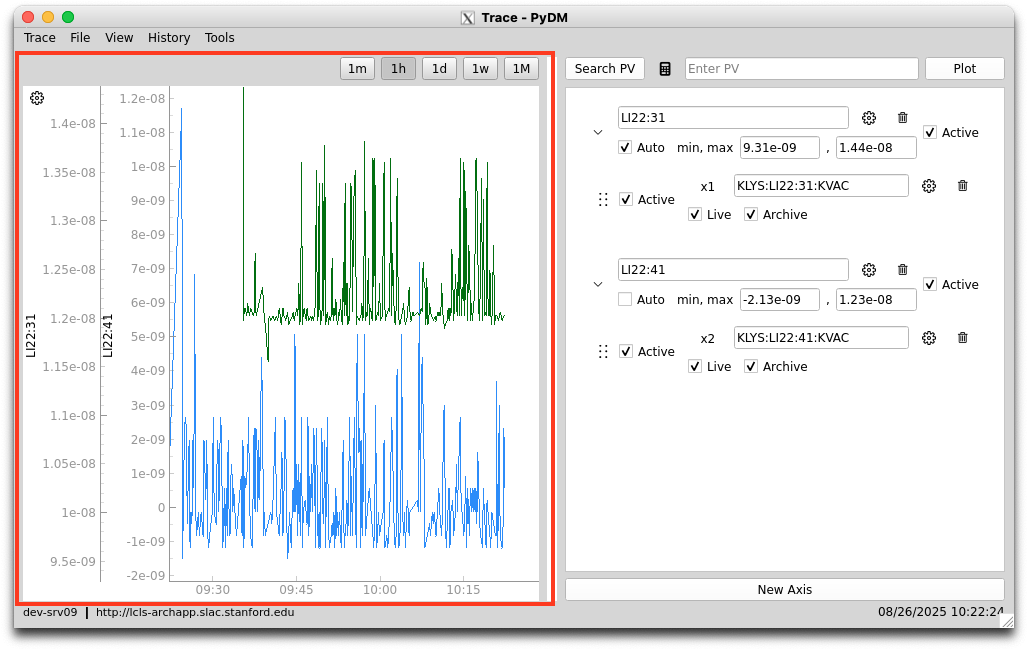 Trace - PyDM
Trace File View History Tools
1m 1h 1d 1w 1M
Search PV Enter PV Plot
LI22:31
1.4e-08
1.35e-08
1.3e-08
1.25e-08
1.2e-08
1.15e-08
1.1e-08
1.05e-08
1e-08
9.5e-09
LI22:41
1.2e-08
1.1e-08
1e-08
9e-09
8e-09
7e-09
6e-09
5e-09
4e-09
3e-09
2e-09
1e-09
0
-1e-09
-2e-09
09:30 09:45 10:00 10:15
LI22:31
Active
Auto min, max 9.31e-09 , 1.44e-08
x1 KLYS:LI22:31:KVAC
Active
Live Archive
LI22:41
Active
Auto min, max -2.13e-09 , 1.23e-08
x2 KLYS:LI22:41:KVAC
Active
Live Archive
New Axis
dev-srv09 | http://lcls-archapp.slac.stanford.edu 08/26/2025 10:22:24